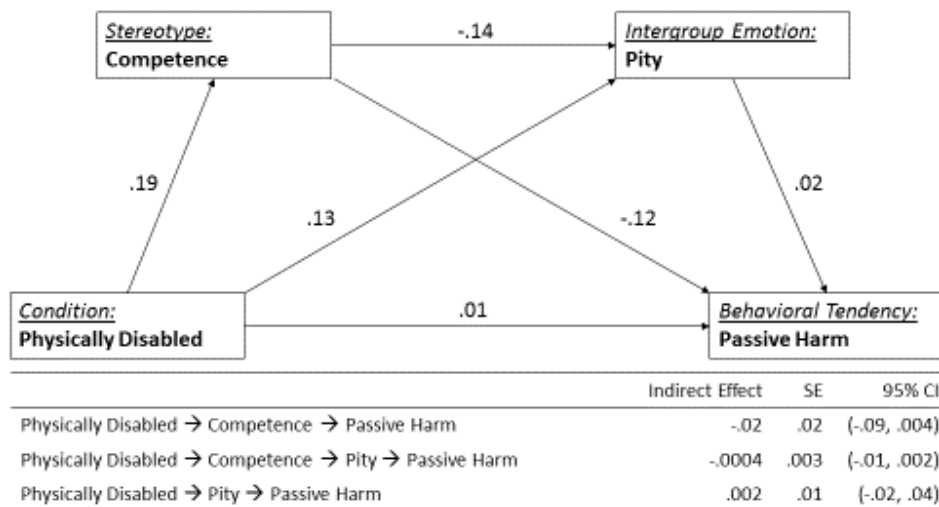 Stereotype:
Competence
-.14
Intergroup Emotion:
Pity
.19
.13
-.12
.02
Condition:
Physically Disabled
.01
Behavioral Tendency:
Passive Harm
Indirect Effect SE 95% CI
Physically Disabled → Competence → Passive Harm -.02 .02 (-.09, .004)
Physically Disabled → Competence → Pity → Passive Harm -.0004 .003 (-.01, .002)
Physically Disabled → Pity → Passive Harm .002 .01 (-.02, .04)